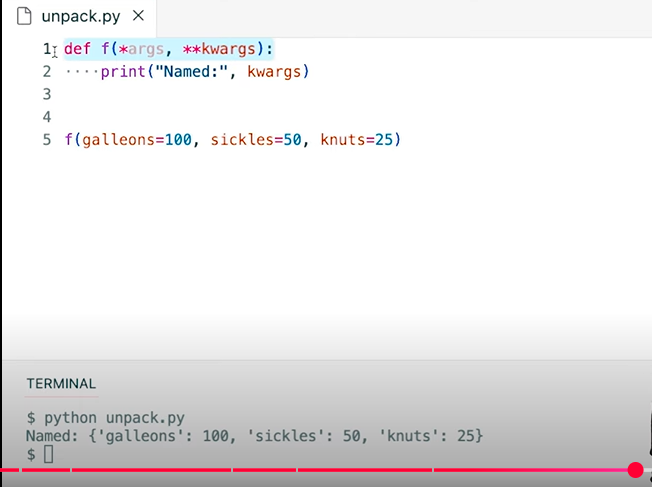 unpack.py
1 def f(*args, **kwargs):
2 ····print("Named:", kwargs)
3
4
5 f(galleons=100, sickles=50, knuts=25)
TERMINAL
$ python unpack.py
Named: {'galleons': 100, 'sickles': 50, 'knuts': 25}
$